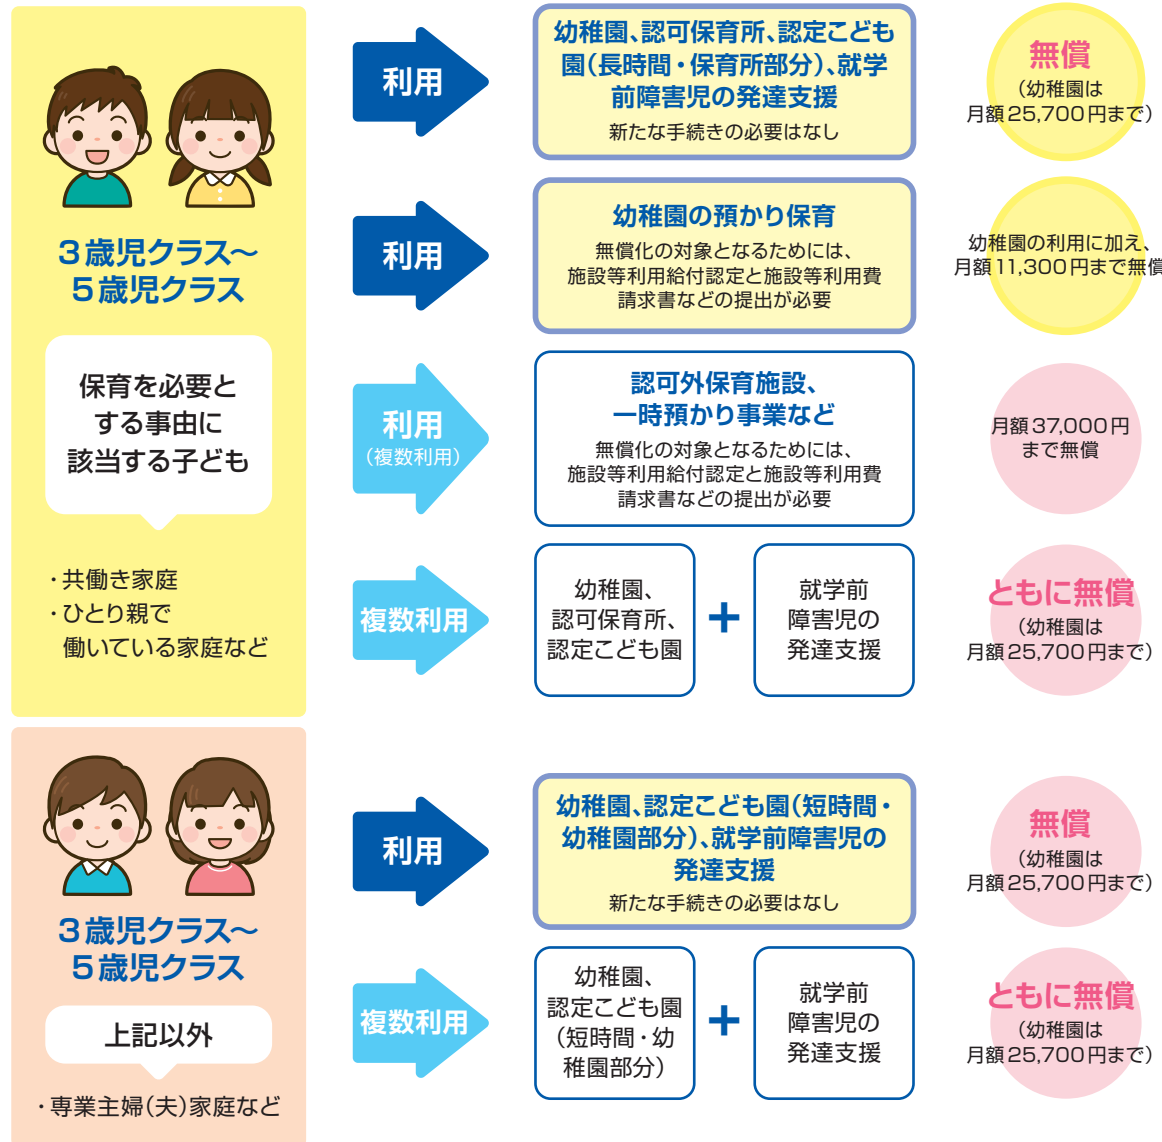 3歳児クラス～
5歳児クラス
保育を必要と
する事由に
該当する子ども
・共働き家庭
・ひとり親で
働いている家庭など
利用
幼稚園、認可保育所、認定こども
園(長時間・保育所部分)、就学
前障害児の発達支援
新たな手続きの必要はなし
無償
(幼稚園は
月額25,700円まで)
利用
幼稚園の預かり保育
無償化の対象となるためには、
施設等利用給付認定と施設等利用費
請求書などの提出が必要
幼稚園の利用に加え、
月額11,300円まで無償
利用
(複数利用)
認可外保育施設、
一時預かり事業など
無償化の対象となるためには、
施設等利用給付認定と施設等利用費
請求書などの提出が必要
月額37,000円
まで無償
複数利用
幼稚園、
認可保育所、
認定こども園
+
就学前
障害児の
発達支援
ともに無償
(幼稚園は
月額25,700円まで)
3歳児クラス～
5歳児クラス
上記以外
・専業主婦(夫)家庭など
利用
幼稚園、認定こども園(短時間・
幼稚園部分)、就学前障害児の
発達支援
新たな手続きの必要はなし
無償
(幼稚園は
月額25,700円まで)
複数利用
幼稚園、
認定こども園
(短時間・幼
稚園部分)
+
就学前
障害児の
発達支援
ともに無償
(幼稚園は
月額25,700円まで)